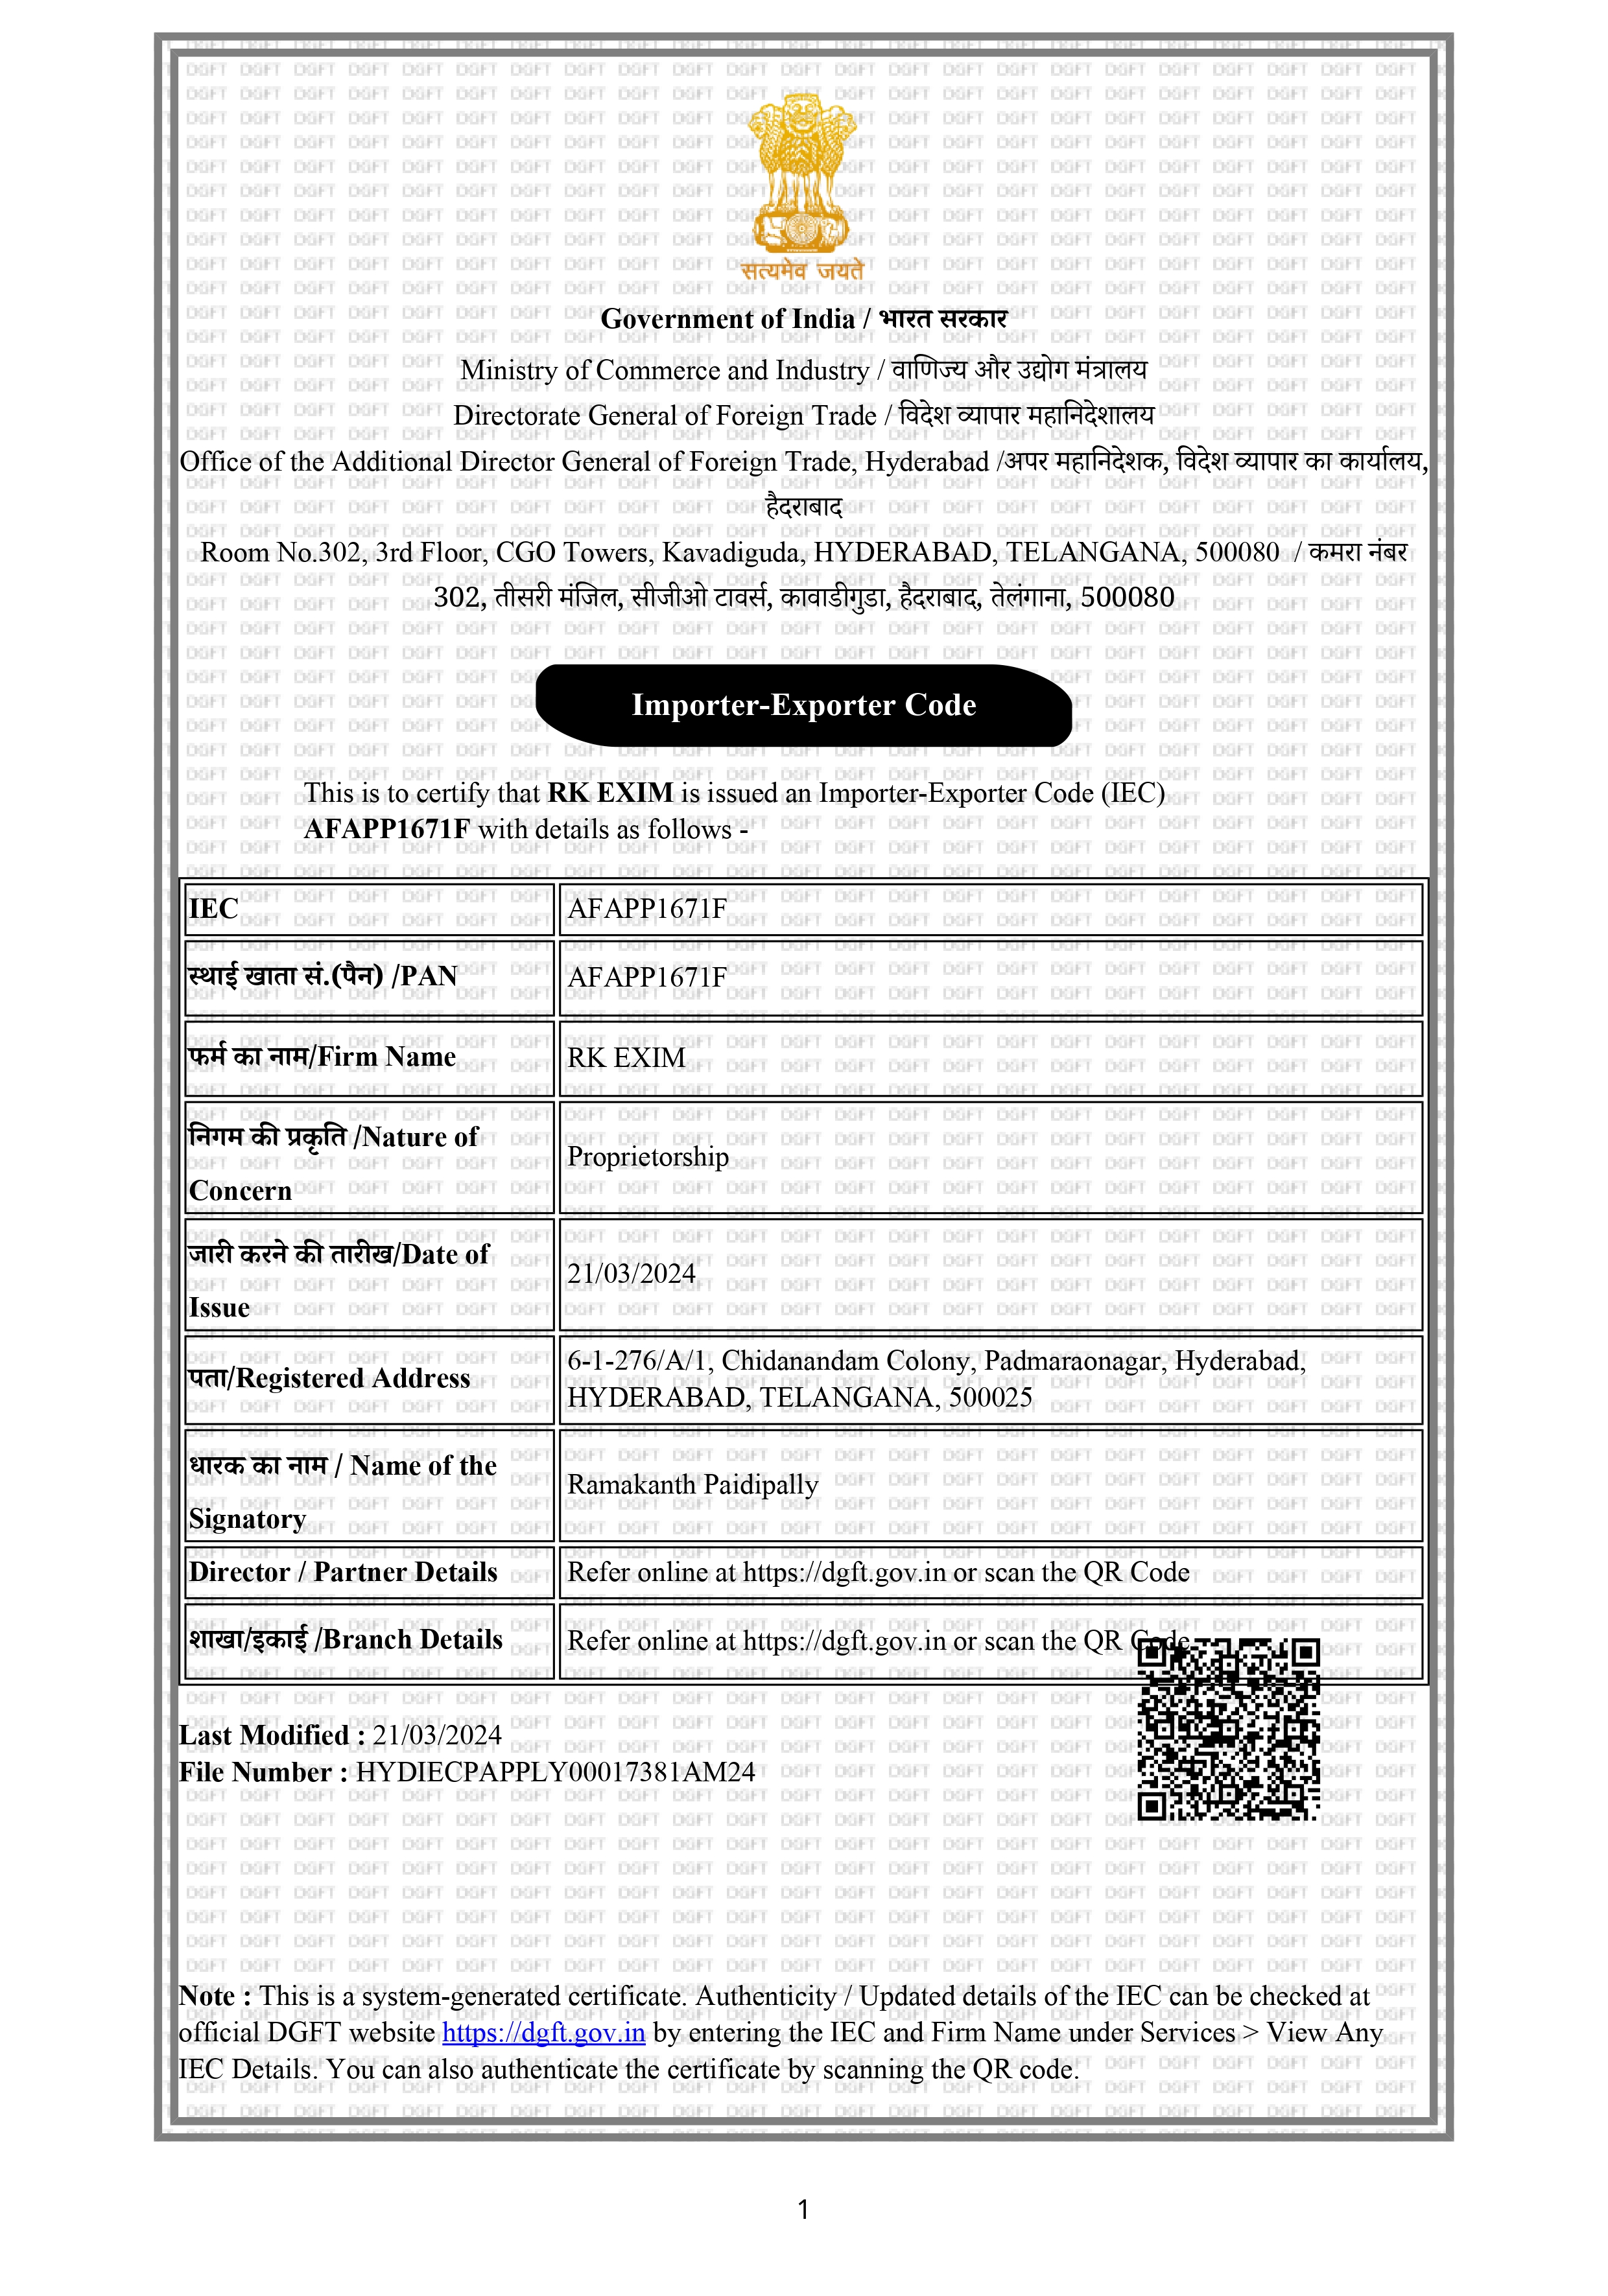 सत्यमेव जयते
Government of India / भारत सरकार
Ministry of Commerce and Industry / वाणिज्य और उद्योग मंत्रालय
Directorate General of Foreign Trade / विदेश व्यापार महानिदेशालय
Office of the Additional Director General of Foreign Trade, Hyderabad /अपर महानिदेशक, विदेश व्यापार का कार्यालय,
हैदराबाद
Room No.302, 3rd Floor, CGO Towers, Kavadiguda, HYDERABAD, TELANGANA, 500080 / कमरा नंबर
302, तीसरी मंजिल, सीजीओ टावर्स, कावाडीगुडा, हैदराबाद, तेलंगाना, 500080
Importer-Exporter Code
This is to certify that RK EXIM is issued an Importer-Exporter Code (IEC)
AFAPP1671F with details as follows -
IEC AFAPP1671F
स्थाई खाता सं.(पैन) /PAN AFAPP1671F
फर्म का नाम/Firm Name RK EXIM
निगम की प्रकृति /Nature of
Concern
Proprietorship
जारी करने की तारीख/Date of
Issue
21/03/2024
पता/Registered Address
6-1-276/A/1, Chidanandam Colony, Padmaraonagar, Hyderabad,
HYDERABAD, TELANGANA, 500025
धारक का नाम / Name of the
Signatory
Ramakanth Paidipally
Director / Partner Details Refer online at https://dgft.gov.in or scan the QR Code
शाखा/इकाई /Branch Details Refer online at https://dgft.gov.in or scan the QR Code
Last Modified : 21/03/2024
File Number : HYDIECPAPPLY00017381AM24
Note : This is a system-generated certificate. Authenticity / Updated details of the IEC can be checked at
official DGFT website https://dgft.gov.in by entering the IEC and Firm Name under Services > View Any
IEC Details. You can also authenticate the certificate by scanning the QR code.
1